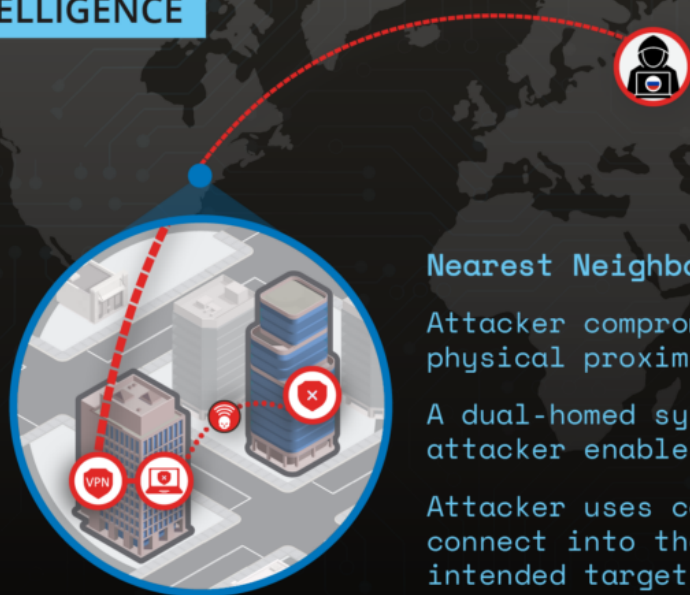 ELLIGENCE
Nearest Neighbo
Attacker comprom
physical proxim
A dual-homed sy
attacker enable
VPN
Attacker uses c
connect into th
intended target